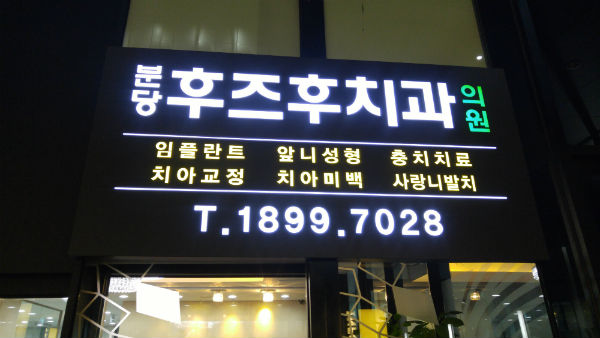 분당 후즈후치과 의원
임플란트 앞니성형 충치치료
치아교정 치아미백 사랑니발치
T.1899.7028